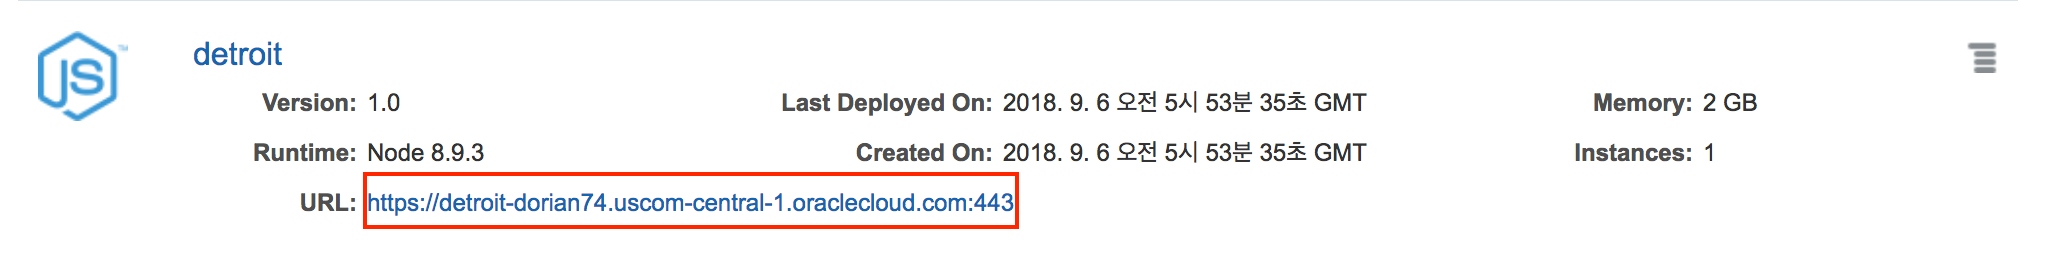 JS™
detroit
Version: 1.0 Last Deployed On: 2018. 9. 6 오전 5시 53분 35초 GMT Memory: 2 GB
Runtime: Node 8.9.3 Created On: 2018. 9. 6 오전 5시 53분 35초 GMT Instances: 1
URL: https://detroit-dorian74.uscom-central-1.oraclecloud.com:443